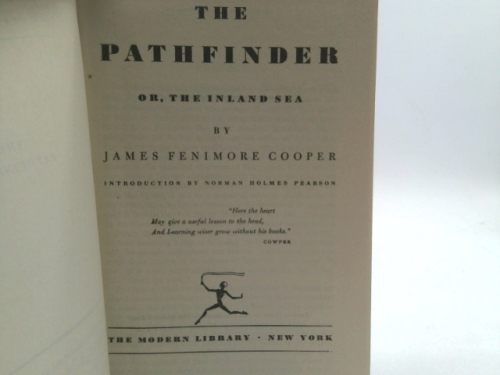 THE
PATHFINDER
OR, THE INLAND SEA
BY
JAMES FENIMORE COOPER
INTRODUCTION BY NORMAN HOLMES PEARSON
"Here the heart
May give a useful lesson to the head,
And Learning wiser grow without his books."
COWPER
THE MODERN LIBRARY · NEW YORK